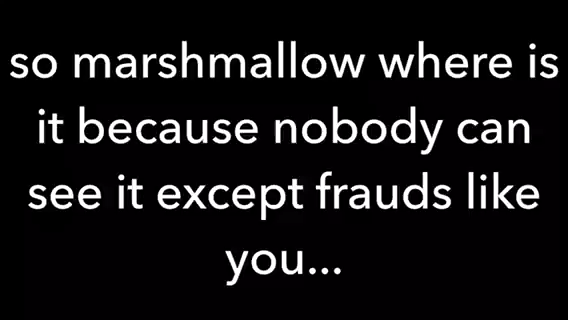 so marshmallow where is
it because nobody can
see it except frauds like
you...